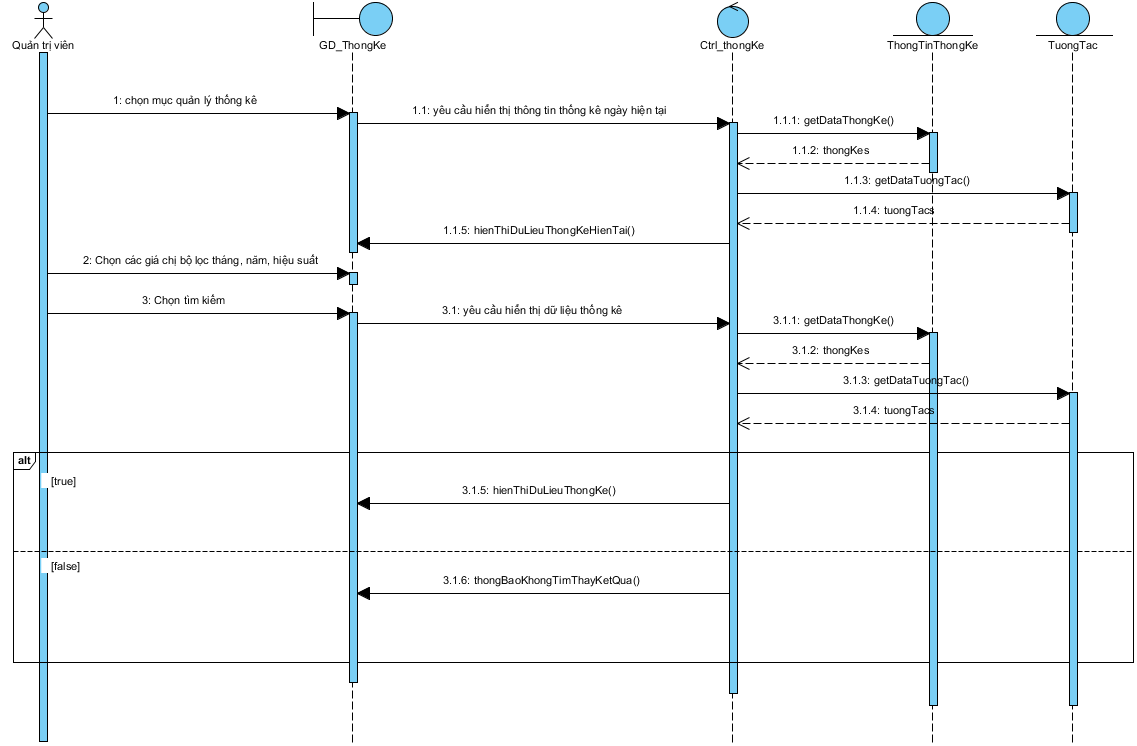 Quản trị viên
GD_ThongKe
Ctrl_thongKe
ThongTinThongKe
TuongTac
1: chọn mục quản lý thống kê
1.1: yêu cầu hiển thị thông tin thống kê ngày hiện tại
1.1.1: getDataThongKe()
1.1.2: thongKes
1.1.3: getDataTuongTac()
1.1.4: tuongTacs
1.1.5: hienThiDuLieuThongKeHienTai()
2: Chọn các giá chị bộ lọc tháng, năm, hiệu suất
3: Chọn tìm kiếm
3.1: yêu cầu hiển thị dữ liệu thống kê
3.1.1: getDataThongKe()
3.1.2: thongKes
3.1.3: getDataTuongTac()
3.1.4: tuongTacs
alt
[true]
3.1.5: hienThiDuLieuThongKe()
[false]
3.1.6: thongBaoKhongTimThayKetQua()